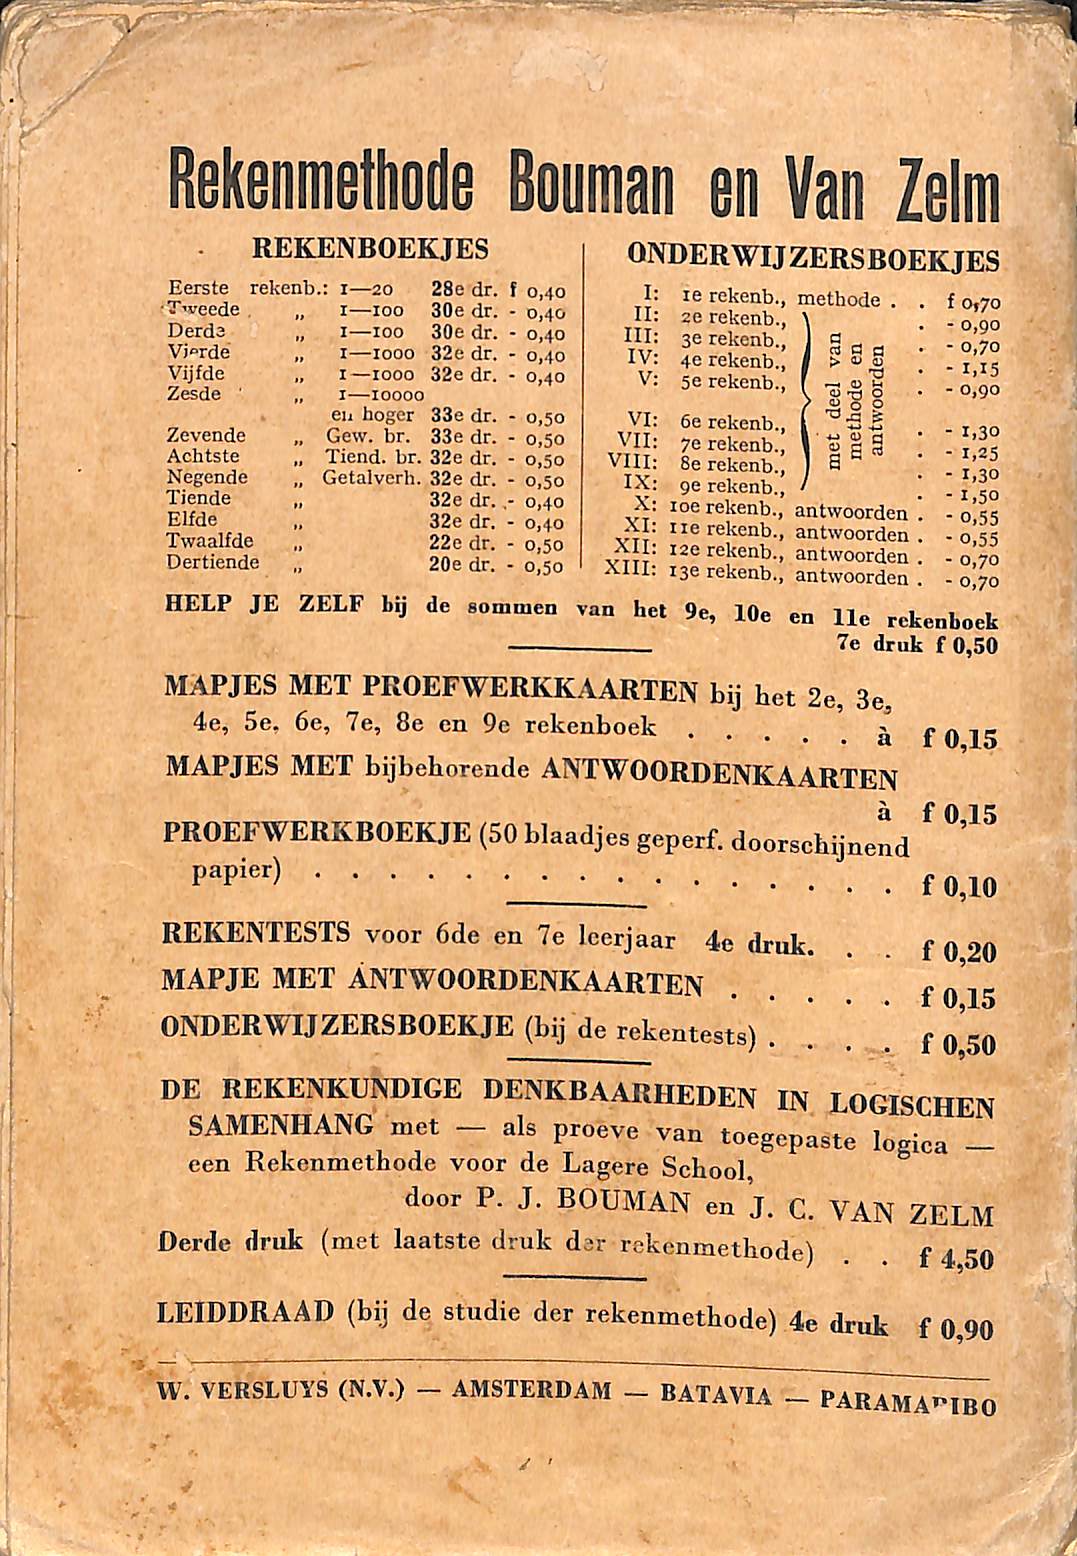 Rekenmethode Bouman en Van Zelm
REKENBOEKJES
Eerste rekenb.: 1—20 28e dr. f 0,40
Tweede „ 1—100 30e dr. - 0,40
Derde „ 1—100 30e dr. - 0,40
Vierde „ 1—1000 32e dr. - 0,40
Vijfde „ 1—1000 32e dr. - 0,40
Zesde „ 1—10000
en hoger 33e dr. - 0,50
Zevende „ Gew. br. 33e dr. - 0,50
Achtste „ Tiend. br. 32e dr. - 0,50
Negende „ Getalverh. 32e dr. - 0,50
Tiende „ 32e dr. - 0,40
Elfde „ 32e dr. - 0,40
Twaalfde „ 22e dr. - 0,50
Dertiende „ 20e dr. - 0,50
ONDERWIJZERSBOEKJES
I: 1e rekenb., methode . . f 0,70
II: 2e rekenb., . - 0,90
III: 3e rekenb., . - 0,70
IV: 4e rekenb., . - 1,15
V: 5e rekenb., . - 0,90
VI: 6e rekenb., . - 1,30
VII: 7e rekenb., . - 1,25
VIII: 8e rekenb., . - 1,30
IX: 9e rekenb., . - 1,50
met deel van
methode en
antwoorden
X: 10e rekenb., antwoorden . - 0,55
XI: 11e rekenb., antwoorden . - 0,55
XII: 12e rekenb., antwoorden . - 0,70
XIII: 13e rekenb., antwoorden . - 0,70
HELP JE ZELF bij de sommen van het 9e, 10e en 11e rekenboek
7e druk f 0,50
MAPJES MET PROEFWERKKAARTEN bij het 2e, 3e,
4e, 5e, 6e, 7e, 8e en 9e rekenboek . . . . . à f 0,15
MAPJES MET bijbehorende ANTWOORDENKAARTEN
à f 0,15
PROEFWERKBOEKJE (50 blaadjes geperf. doorschijnend
papier) . . . . . . . . . . . . . . . . f 0,10
REKENTESTS voor 6de en 7e leerjaar 4e druk. . . f 0,20
MAPJE MET ANTWOORDENKAARTEN . . . . . f 0,15
ONDERWIJZERSBOEKJE (bij de rekentests) . . . . f 0,50
DE REKENKUNDIGE DENKBAARHEDEN IN LOGISCHEN
SAMENHANG met — als proeve van toegepaste logica —
een Rekenmethode voor de Lagere School,
door P. J. BOUMAN en J. C. VAN ZELM
Derde druk (met laatste druk der rekenmethode) . . f 4,50
LEIDDRAAD (bij de studie der rekenmethode) 4e druk f 0,90
W. VERSLUYS (N.V.) — AMSTERDAM — BATAVIA — PARAMARIBO